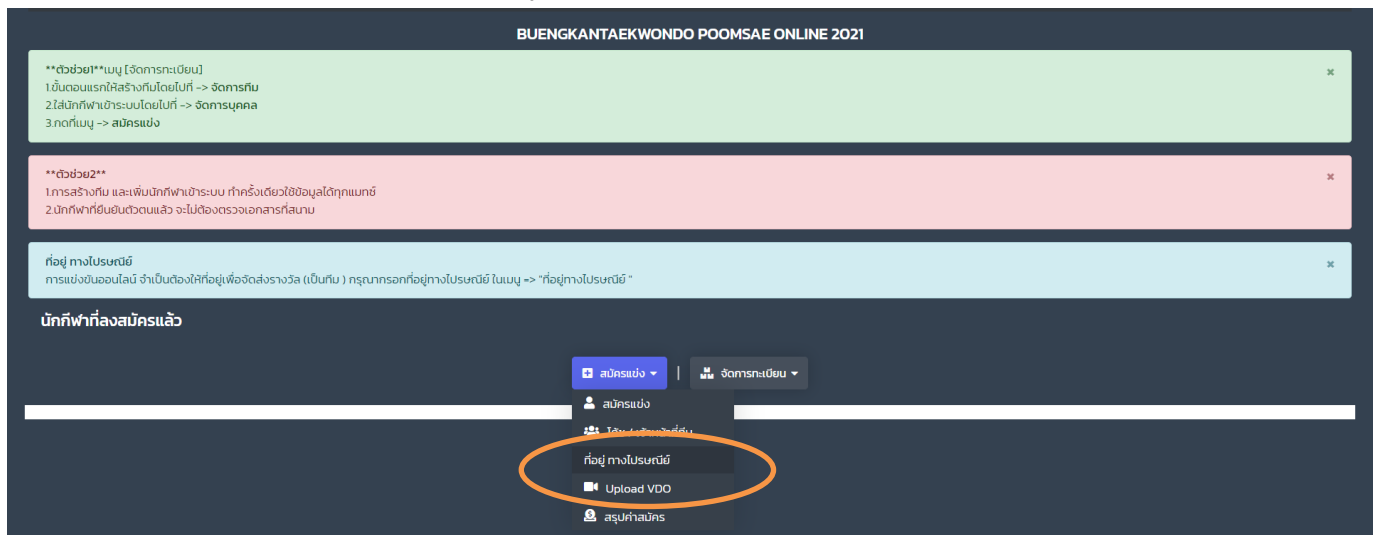 BUENGKANTAEKWONDO POOMSAE ONLINE 2021
**ตัวช่วย1**เมนู [จัดการทะเบียน]
1.ขั้นตอนแรกให้สร้างทีมโดยไปที่ -> จัดการทีม
2.ใส่นักกีฬาเข้าระบบโดยไปที่ -> จัดการบุคคล
3.กดที่เมนู -> สมัครแข่ง
**ตัวช่วย2**
1.การสร้างทีม และเพิ่มนักกีฬาเข้าระบบ ทำครั้งเดียวใช้ข้อมูลได้ทุกแมทช์
2.นักกีฬาที่ยืนยันตัวตนแล้ว จะไม่ต้องตรวจเอกสารที่สนาม
ที่อยู่ ทางไปรษณีย์
การแข่งขันออนไลน์ จำเป็นต้องให้ที่อยู่เพื่อจัดส่งรางวัล (เป็นทีม ) กรุณากรอกที่อยู่ทางไปรษณีย์ ในเมนู => "ที่อยู่ทางไปรษณีย์ "
นักกีฬาที่ลงสมัครแล้ว
สมัครแข่ง | จัดการทะเบียน
สมัครแข่ง
ที่อยู่ ทางไปรษณีย์
Upload VDO
สรุปค่าสมัคร